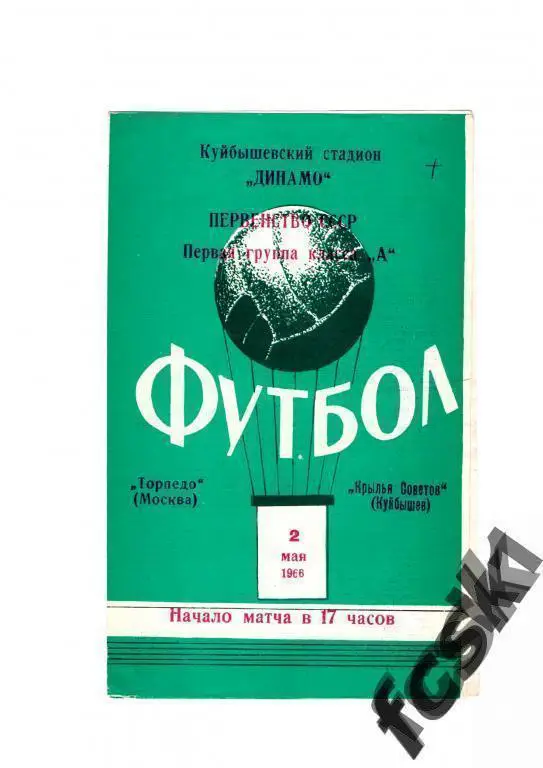 Куйбышевский стадион
„ДИНАМО“
ПЕРВЕНСТВО СССР
Первая группа класса „А“
ФУТБОЛ
„Торпедо“
(Москва)
„Крылья Советов“
(Куйбышев)
2
мая
1966
Начало матча в 17 часов
fcsk1